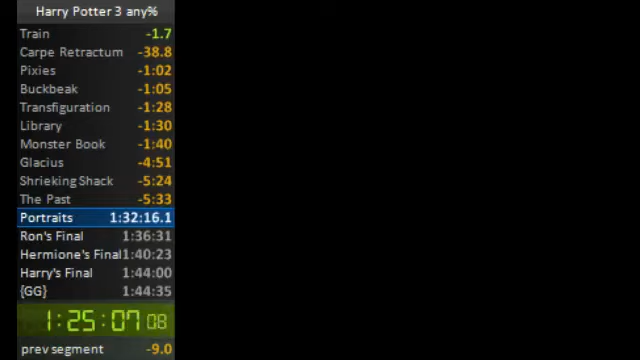 Harry Potter 3 any%
Train -1.7
Carpe Retractum -38.8
Pixies -1:02
Buckbeak -1:05
Transfiguration -1:28
Library -1:30
Monster Book -1:40
Glacius -4:51
Shrieking Shack -5:24
The Past -5:33
Portraits 1:32:16.1
Ron's Final 1:36:31
Hermione's Final 1:40:23
Harry's Final 1:44:00
{GG} 1:44:35
1:25:07 08
prev segment -9.0